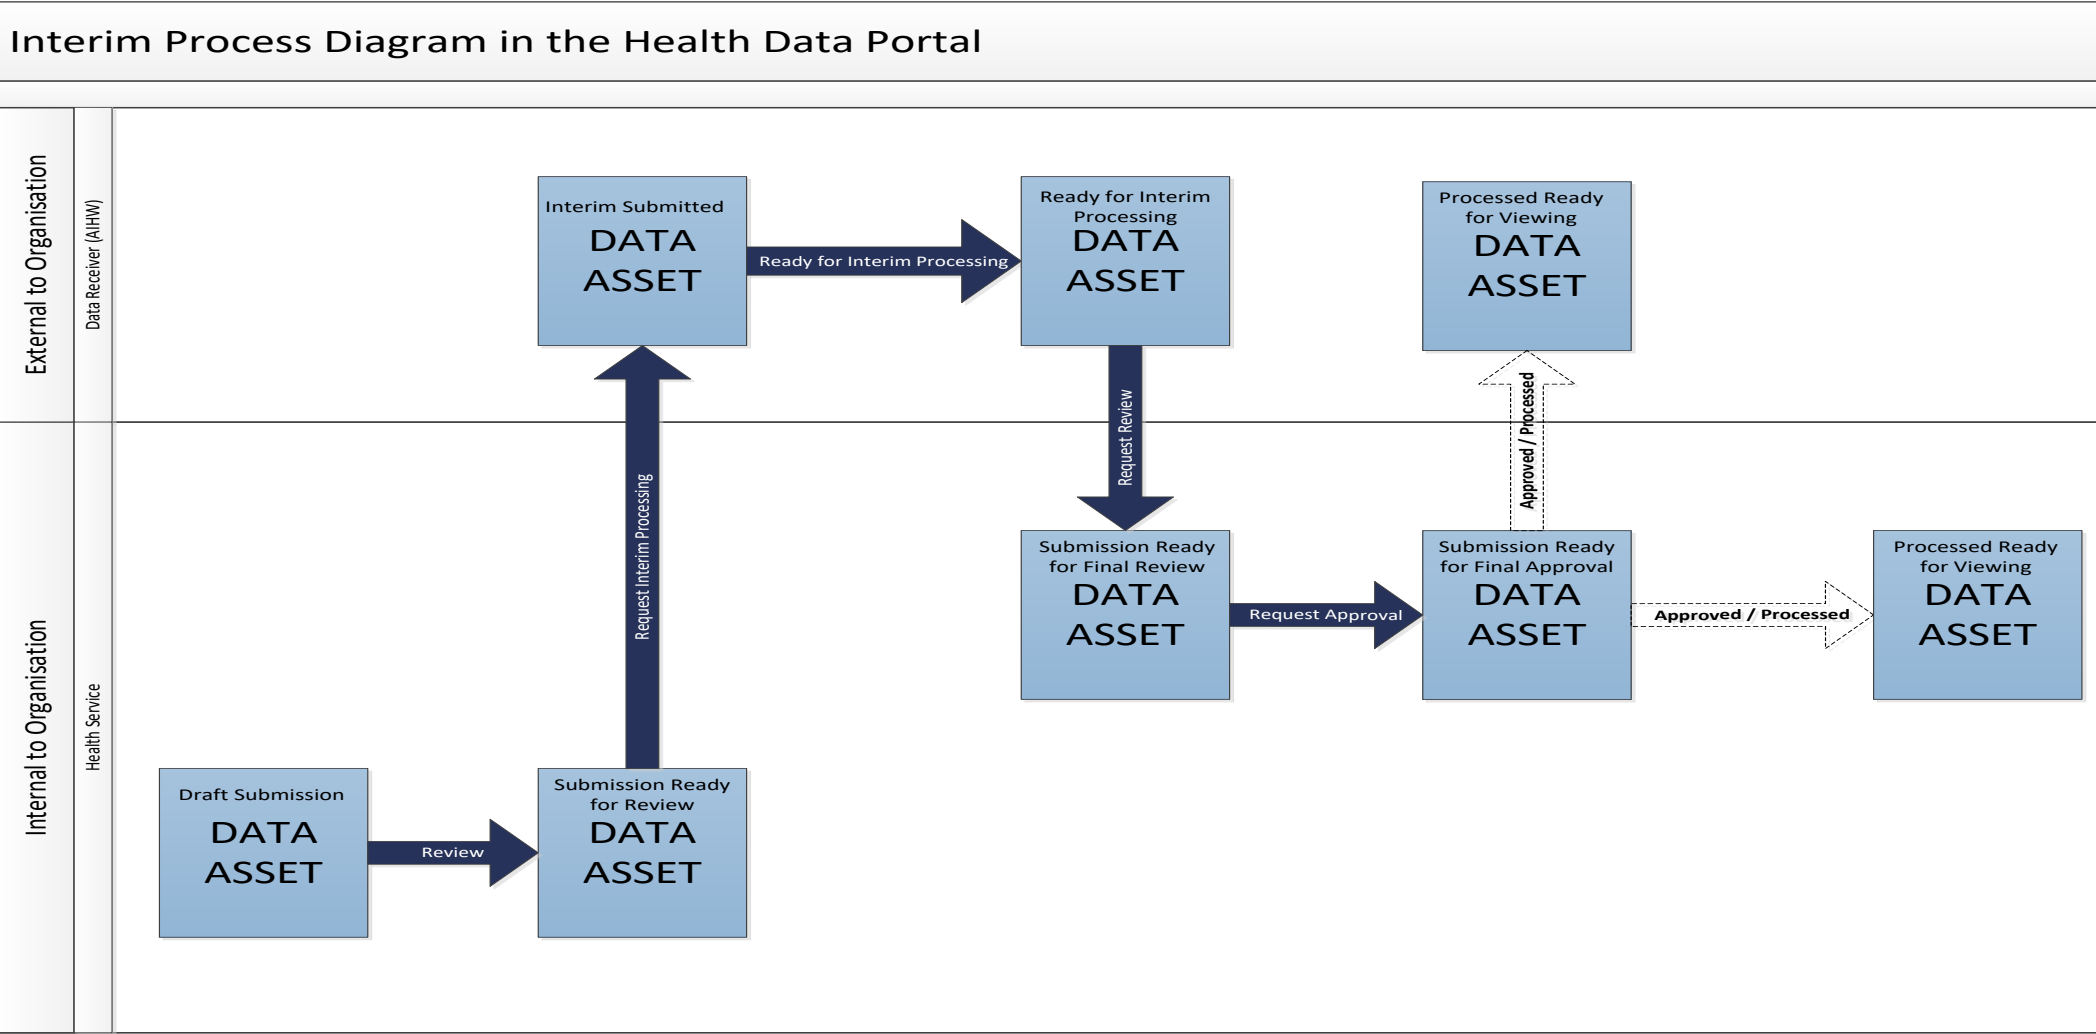 Interim Process Diagram in the Health Data Portal
External to Organisation
Data Receiver (AIHW)
Interim Submitted
DATA
ASSET
Ready for Interim Processing
Ready for Interim
Processing
DATA
ASSET
Processed Ready
for Viewing
DATA
ASSET
Request Interim Processing
Request Review
Approved / Processed
Internal to Organisation
Health Service
Submission Ready
for Final Review
DATA
ASSET
Request Approval
Submission Ready
for Final Approval
DATA
ASSET
Approved / Processed
Processed Ready
for Viewing
DATA
ASSET
Draft Submission
DATA
ASSET
Review
Submission Ready
for Review
DATA
ASSET